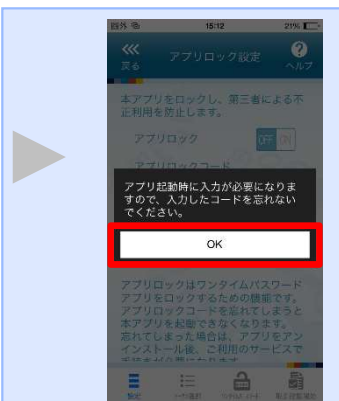 圏外
15:12
21%
戻る
アプリロック設定
ヘルプ
本アプリをロックし、第三者による不
正利用を防止します。
アプリロック
OFF ON
アプリロックコード
アプリ起動時に入力が必要になりま
すので、入力したコードを忘れない
でください。
OK
アプリロックはワンタイムパスワード
アプリをロックするための機能です。
アプリロックコードを忘れてしまうと
本アプリを起動できなくなります。
忘れてしまった場合は、アプリをアン
インストール後、ご利用のサービスで
設定